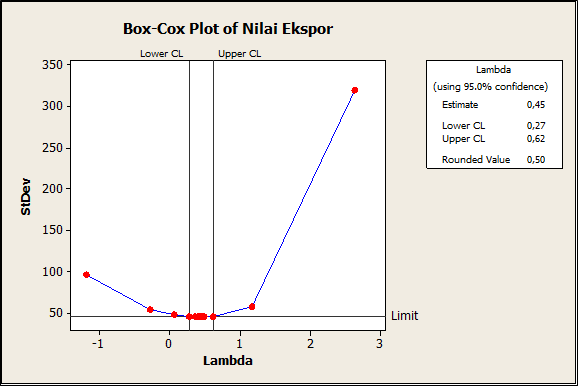 Box-Cox Plot of Nilai Ekspor
Lower CL Upper CL
350
300
250
200
150
100
50
StDev
-1 0 1 2 3
Lambda
Limit
Lambda
(using 95.0% confidence)
Estimate 0,45
Lower CL 0,27
Upper CL 0,62
Rounded Value 0,50